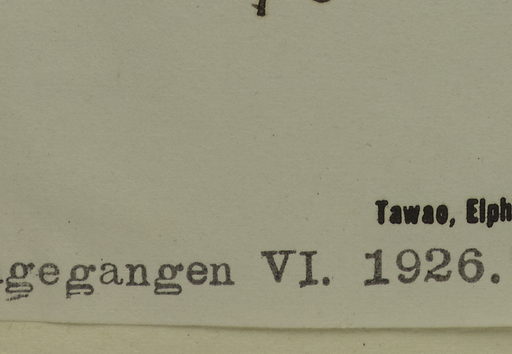 Tawao, Elph
gegangen VI. 1926.